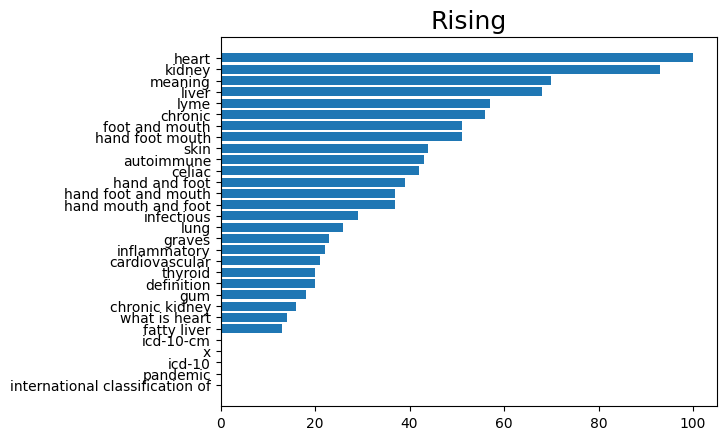 Rising
heart
kidney
meaning
liver
lyme
chronic
foot and mouth
hand foot mouth
skin
autoimmune
celiac
hand and foot
hand foot and mouth
hand mouth and foot
infectious
lung
graves
inflammatory
cardiovascular
thyroid
definition
gum
chronic kidney
what is heart
fatty liver
icd-10-cm
x
icd-10
pandemic
international classification of
0 20 40 60 80 100